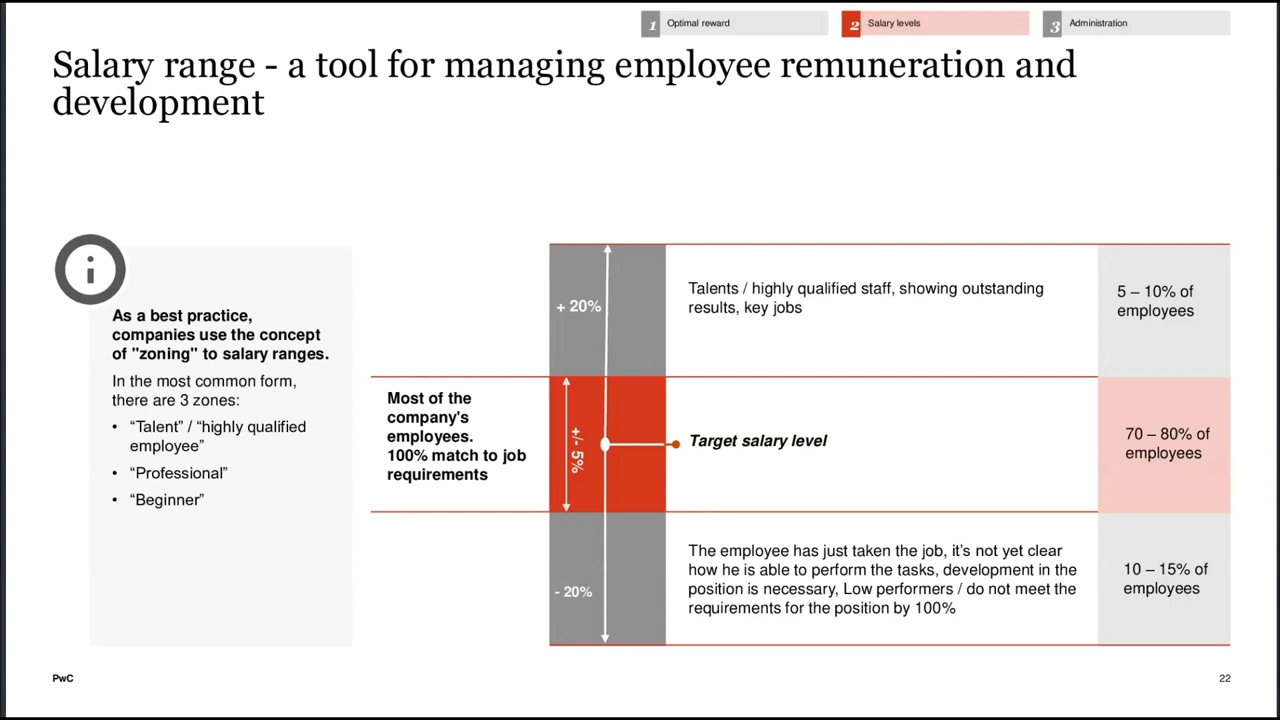 1 Optimal reward
2 Salary levels
3 Administration
Salary range - a tool for managing employee remuneration and
development
As a best practice,
companies use the concept
of "zoning" to salary ranges.
In the most common form,
there are 3 zones:
• “Talent” / “highly qualified
employee”
• “Professional”
• “Beginner”
+ 20%
Talents / highly qualified staff, showing outstanding
results, key jobs
5 – 10% of
employees
Most of the
company's
employees.
100% match to job
requirements
+/- 5%
Target salary level
70 – 80% of
employees
- 20%
The employee has just taken the job, it’s not yet clear
how he is able to perform the tasks, development in the
position is necessary, Low performers / do not meet the
requirements for the position by 100%
10 – 15% of
employees
PwC
22